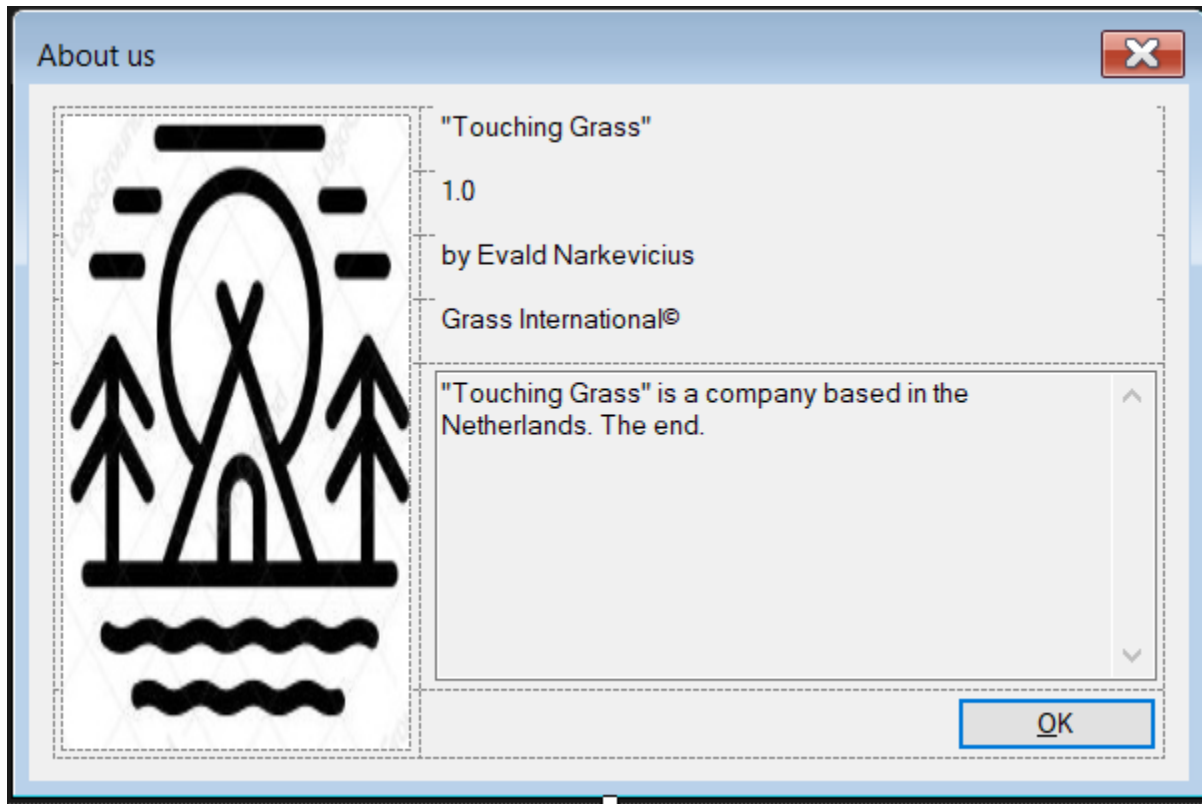 About us
"Touching Grass"
1.0
by Evald Narkevicius
Grass International©
"Touching Grass" is a company based in the
Netherlands. The end.
OK